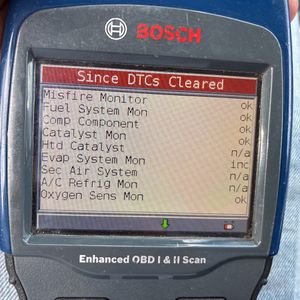 BOSCH
Since DTCs Cleared
Misfire Monitor ok
Fuel System Mon ok
Comp Component ok
Catalyst Mon ok
Htd Catalyst n/a
Evap System Mon inc
Sec Air System n/a
A/C Refrig Mon n/a
Oxygen Sens Mon ok
Enhanced OBD I & II Scan